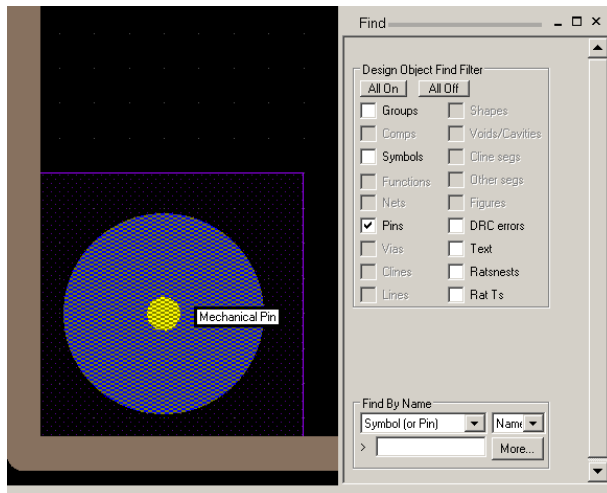 Find
Design Object Find Filter
All On All Off
Groups Shapes
Comps Voids/Cavities
Symbols Cline segs
Functions Other segs
Nets Figures
Pins DRC errors
Vias Text
Clines Ratsnests
Lines Rat Ts
Mechanical Pin
Find By Name
Symbol (or Pin) Name
> More...